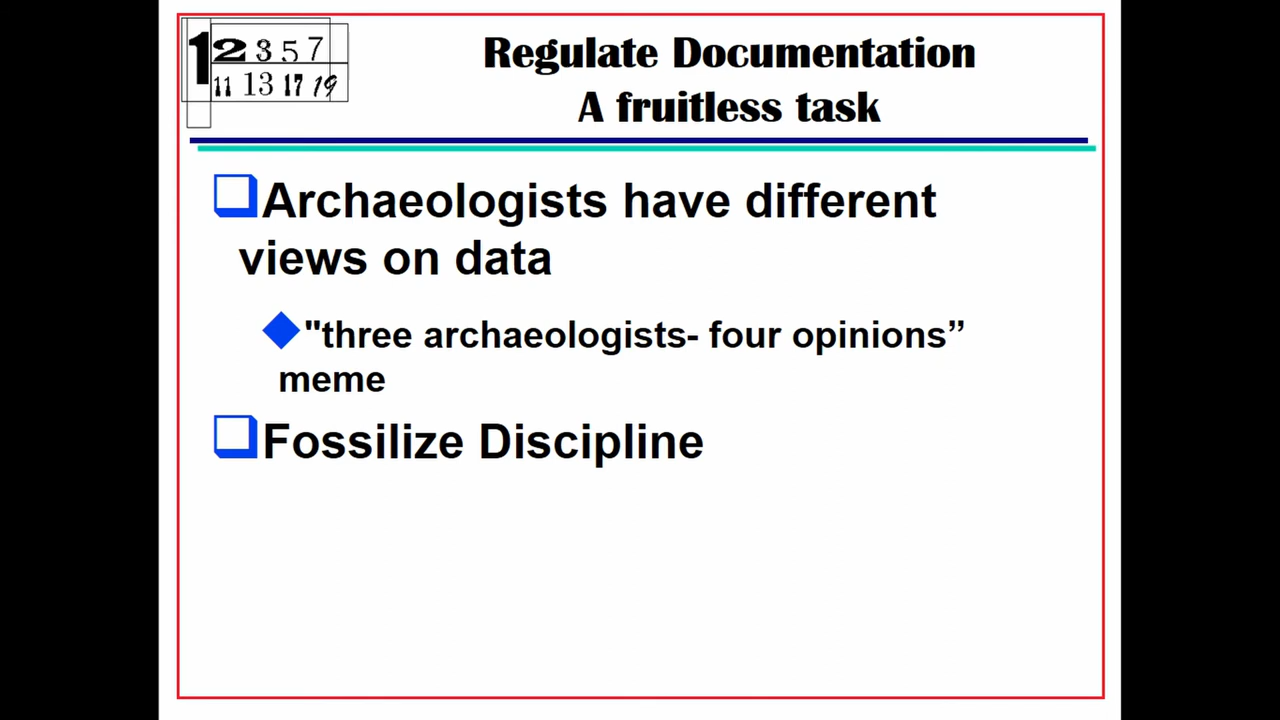 1 2 3 5 7
11 13 17 19
Regulate Documentation
A fruitless task
Archaeologists have different
views on data
"three archaeologists- four opinions”
meme
Fossilize Discipline